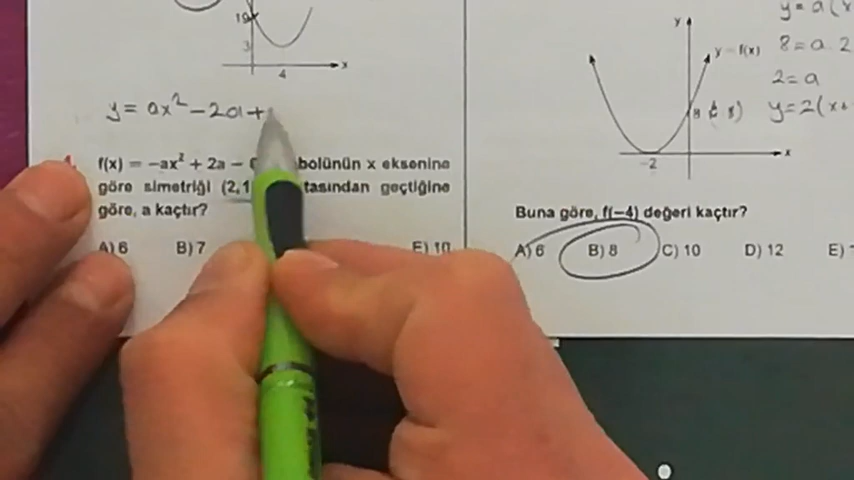 19
3
4
x
y = ax² - 2a +
f(x) = -ax² + 2a - bolünün x eksenine
göre simetriği (2,1 tasından geçtiğine
göre, a kaçtır?
A) 6 B) 7 E) 10
y
y = f(x)
8
-2
x
y = a(x
8 = a. 2
2 = a
y = 2(x+
Buna göre, f(-4) değeri kaçtır?
A) 6 B) 8 C) 10 D) 12 E)